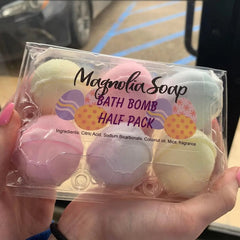 Magnolia Soap
BATH BOMB
HALF PACK
Ingredients: Citric Acid, Sodium Bicarbonate, Coconut oil, Mica, fragrance